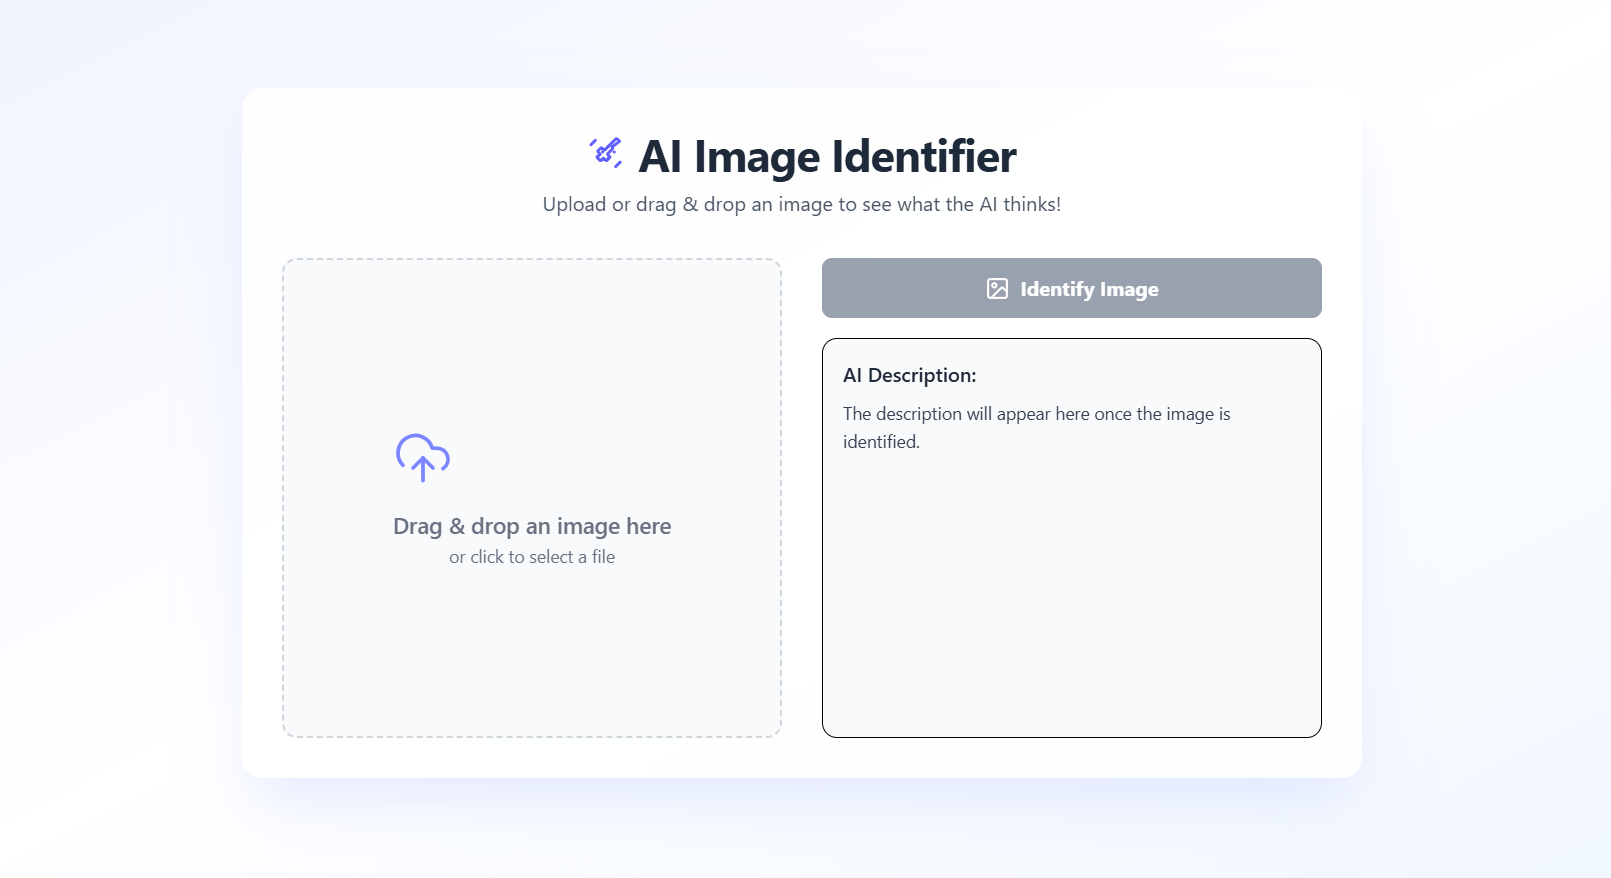 AI Image Identifier
Upload or drag & drop an image to see what the AI thinks!
Drag & drop an image here
or click to select a file
Identify Image
AI Description:
The description will appear here once the image is
identified.